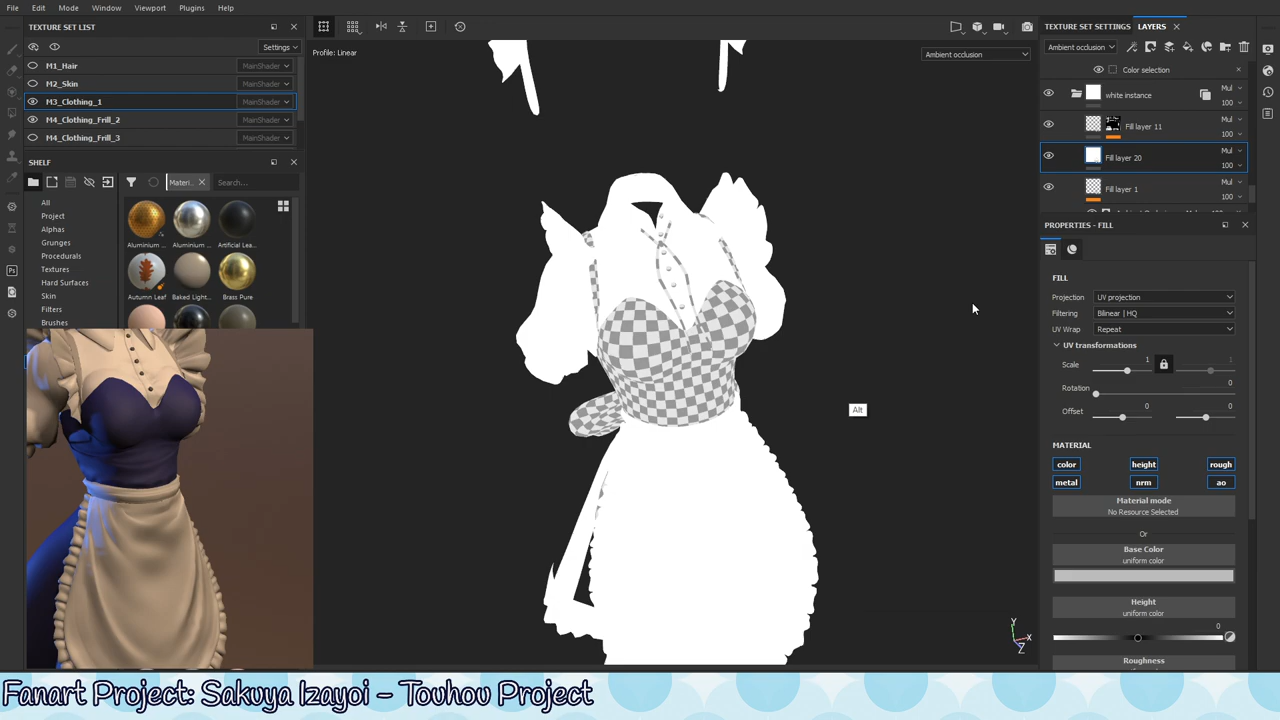 File Edit Mode Window Viewport Plugins Help
TEXTURE SET LIST
Settings
M1_Hair MainShader
M2_Skin MainShader
M3_Clothing_1 MainShader
M4_Clothing_Frill_2 MainShader
M4_Clothing_Frill_3 MainShader
SHELF
Materi... Search...
All
Project
Alphas
Grunges
Procedurals
Textures
Hard Surfaces
Skin
Filters
Brushes
Aluminium ... Aluminium ... Artificial Lea...
Autumn Leaf Baked Light... Brass Pure
Ps
Profile: Linear
Ambient occlusion
Alt
Y
X
Z
TEXTURE SET SETTINGS LAYERS
Ambient occlusion
Color selection
white instance Mul 100
Fill layer 11 Mul 100
Fill layer 20 Mul 100
Fill layer 1 Mul 100
PROPERTIES - FILL
FILL
Projection UV projection
Filtering Bilinear | HQ
UV Wrap Repeat
UV transformations
Scale 1 1
Rotation 0
Offset 0 0
MATERIAL
color height rough
metal nrm ao
Material mode
No Resource Selected
Or
Base Color
uniform color
Height
uniform color
0
Roughness
Fanart Project: Sakuya Izayoi - Touhou Project